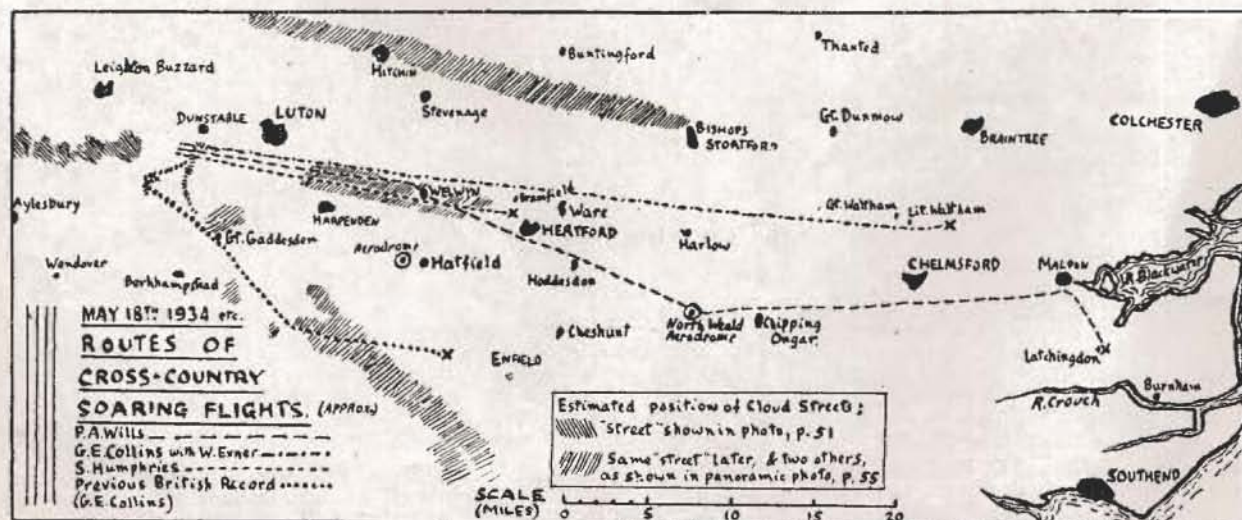 Leighton Buzzard
DUNSTABLE
LUTON
HITCHIN
Stevenage
Buntingford
Thaxted
BISHOPS
STORTFORD
Gt. Dunmow
BRAINTREE
COLCHESTER
Aylesbury
Wendover
Berkhampstead
Gt. Gaddesden
HARPENDEN
WELWYN
Bramfield
Ware
HERTFORD
Aerodrome
Hatfield
Hoddesdon
Harlow
Gt. Waltham
Lit. Waltham
CHELMSFORD
MALDON
R. Blackwater
Cheshunt
ENFIELD
North Weald
Aerodrome
Chipping
Ongar
Latchingdon
Burnham
R. Crouch
SOUTHEND
MAY 18TH 1934 etc.
ROUTES OF
CROSS-COUNTRY
SOARING FLIGHTS. (APPROX.)
P.A. Wills
G.E. Collins with W. Exner
S. Humphries
Previous British Record
(G.E. Collins)
Estimated position of Cloud Streets;
"Street" shown in photo, p. 51
Same "street" later, & two others,
as shown in panoramic photo, p. 55
SCALE
(MILES)
0 5 10 15 20